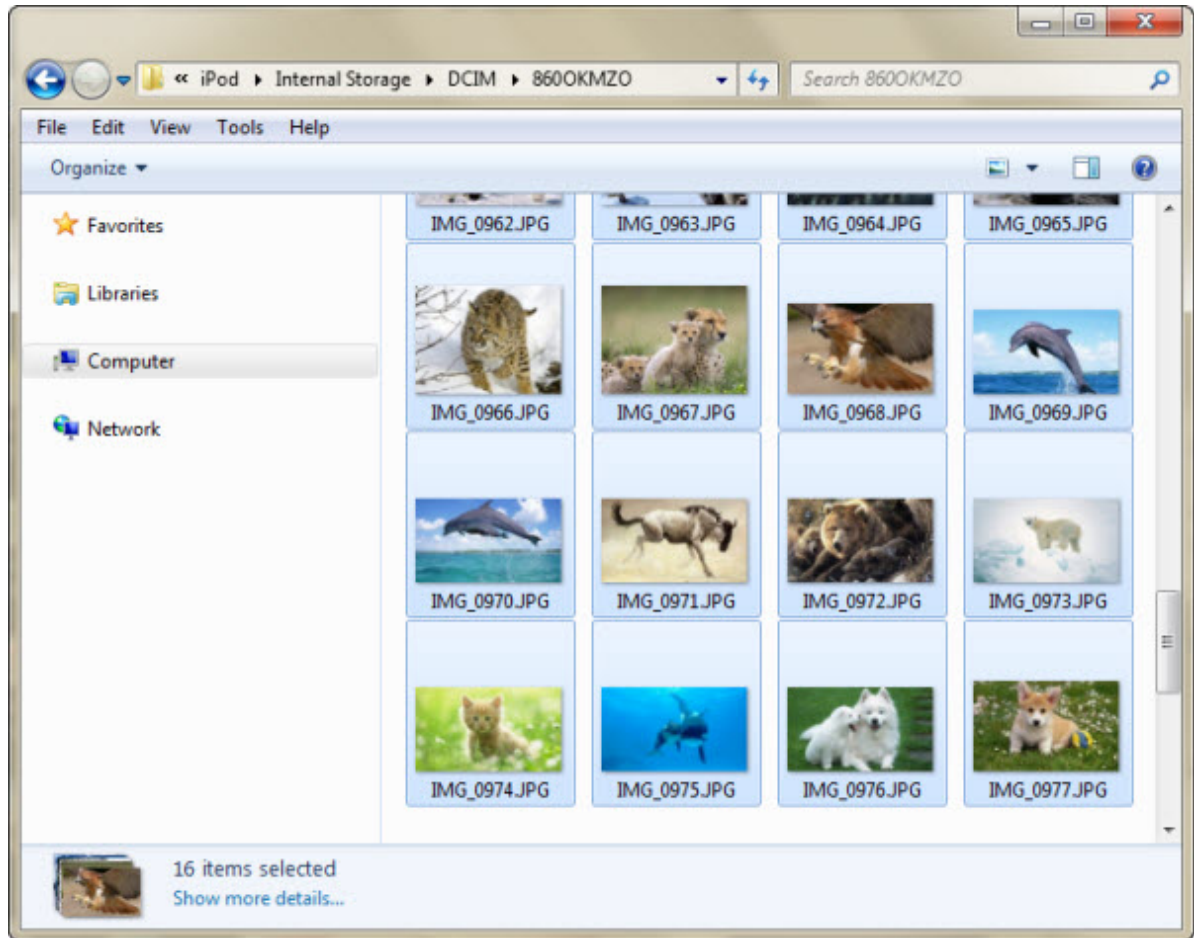 « iPod ▸ Internal Storage ▸ DCIM ▸ 860OKMZO
Search 860OKMZO
File Edit View Tools Help
Organize
Favorites
Libraries
Computer
Network
IMG_0962.JPG IMG_0963.JPG IMG_0964.JPG IMG_0965.JPG
IMG_0966.JPG IMG_0967.JPG IMG_0968.JPG IMG_0969.JPG
IMG_0970.JPG IMG_0971.JPG IMG_0972.JPG IMG_0973.JPG
IMG_0974.JPG IMG_0975.JPG IMG_0976.JPG IMG_0977.JPG
16 items selected
Show more details...